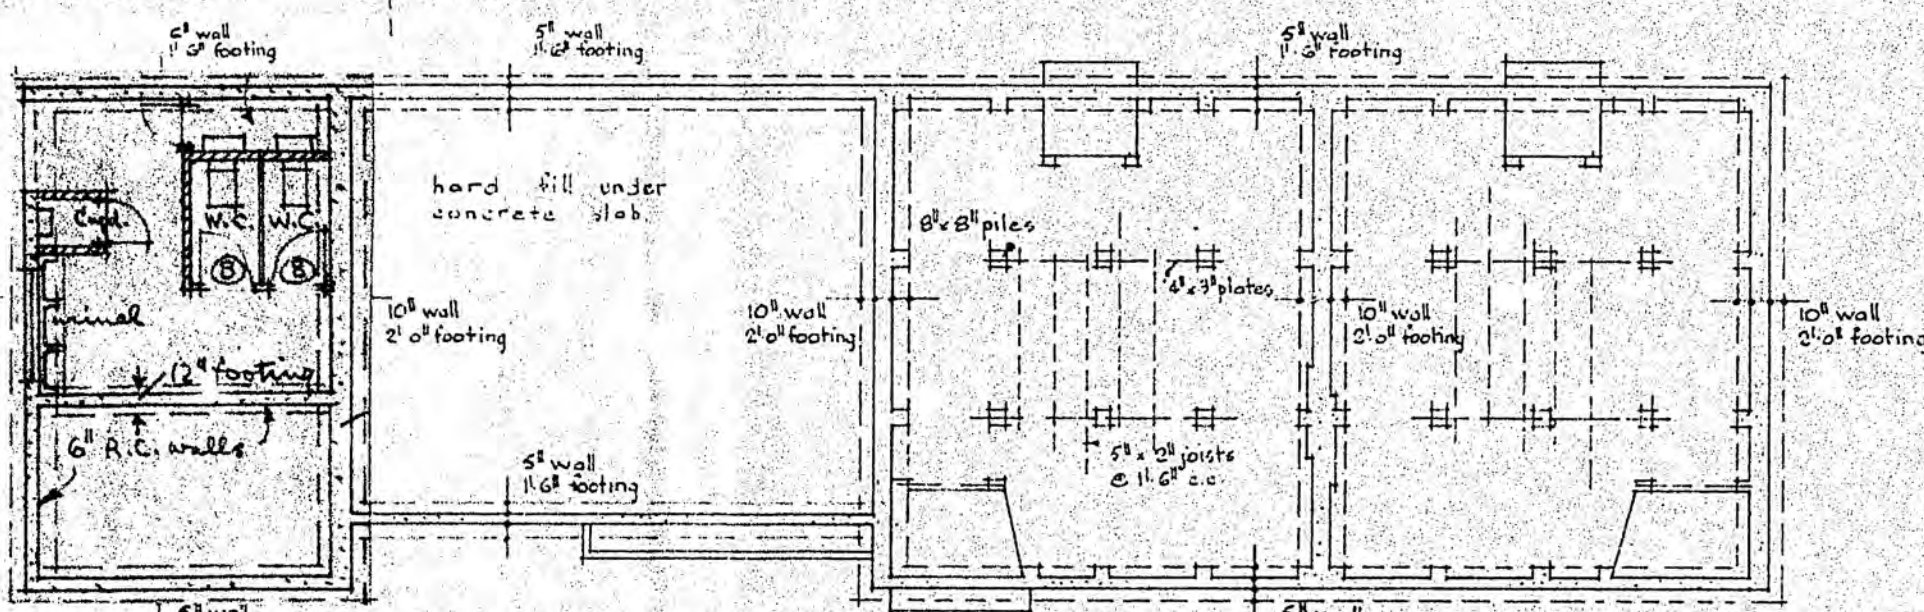 6" wall
1'.6" footing
5" wall
1'.6" footing
5" wall
1'.6" footing
hard fill under
concrete slab.
Cupd.
W.C. W.C.
B B
8" x 8" piles
4" x 3" plates
urinal
10" wall
2'.0" footing
10" wall
2'.0" footing
10" wall
2'.0" footing
10" wall
2'.0" footing
12" footing
6" R.C. walls
5" wall
1'.6" footing
5" x 2" joists
@ 1'.6" c.c.
wall
wall